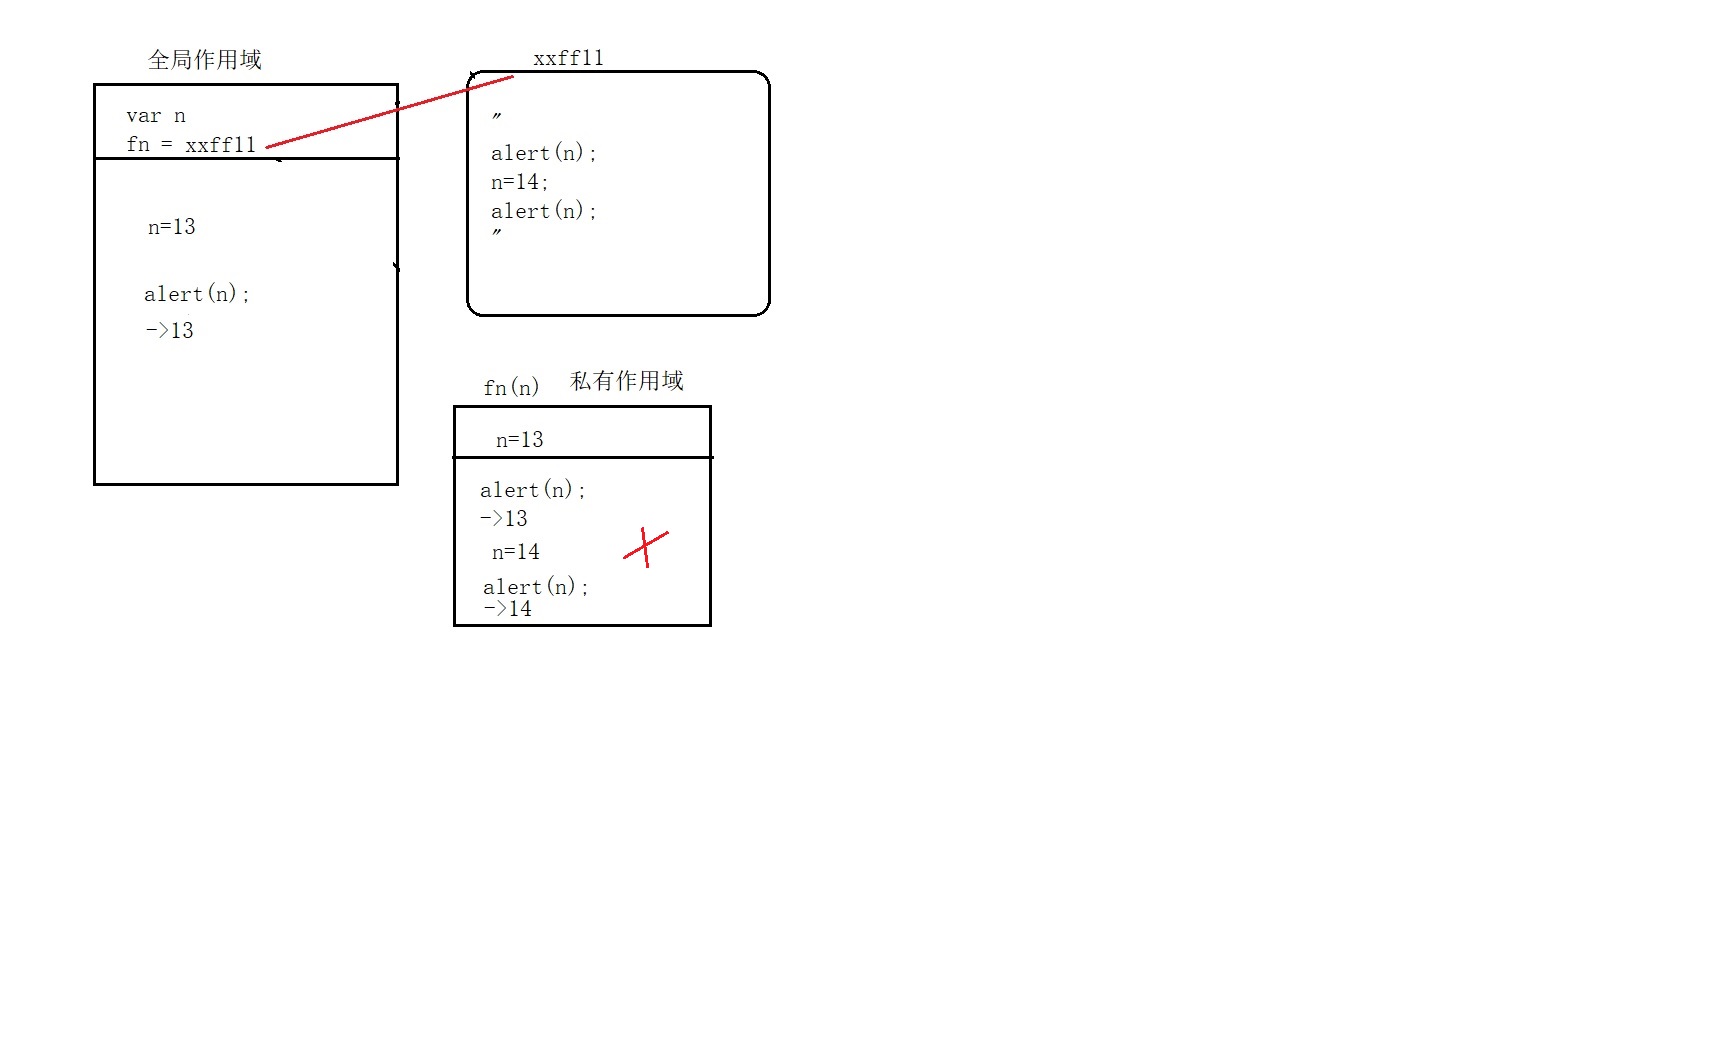 全局作用域
var n
fn = xxff11
n=13
alert(n);
->13
xxff11
"
alert(n);
n=14;
alert(n);
"
fn(n) 私有作用域
n=13
alert(n);
->13
n=14
alert(n);
->14